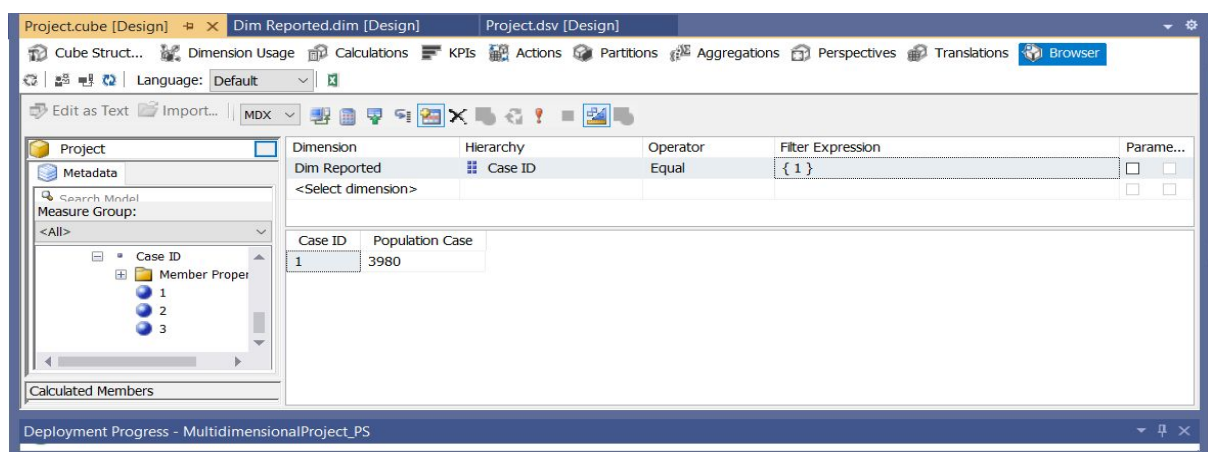 Project.cube [Design] Dim Reported.dim [Design] Project.dsv [Design]
Cube Struct... Dimension Usage Calculations KPIs Actions Partitions Aggregations Perspectives Translations Browser
Language: Default
Edit as Text Import... MDX
Project
Metadata
Search Model
Measure Group:
<All>
Case ID
Member Proper
1
2
3
Calculated Members
Dimension Hierarchy Operator Filter Expression Parame...
Dim Reported Case ID Equal { 1 }
<Select dimension>
Case ID Population Case
1 3980
Deployment Progress - MultidimensionalProject_PS